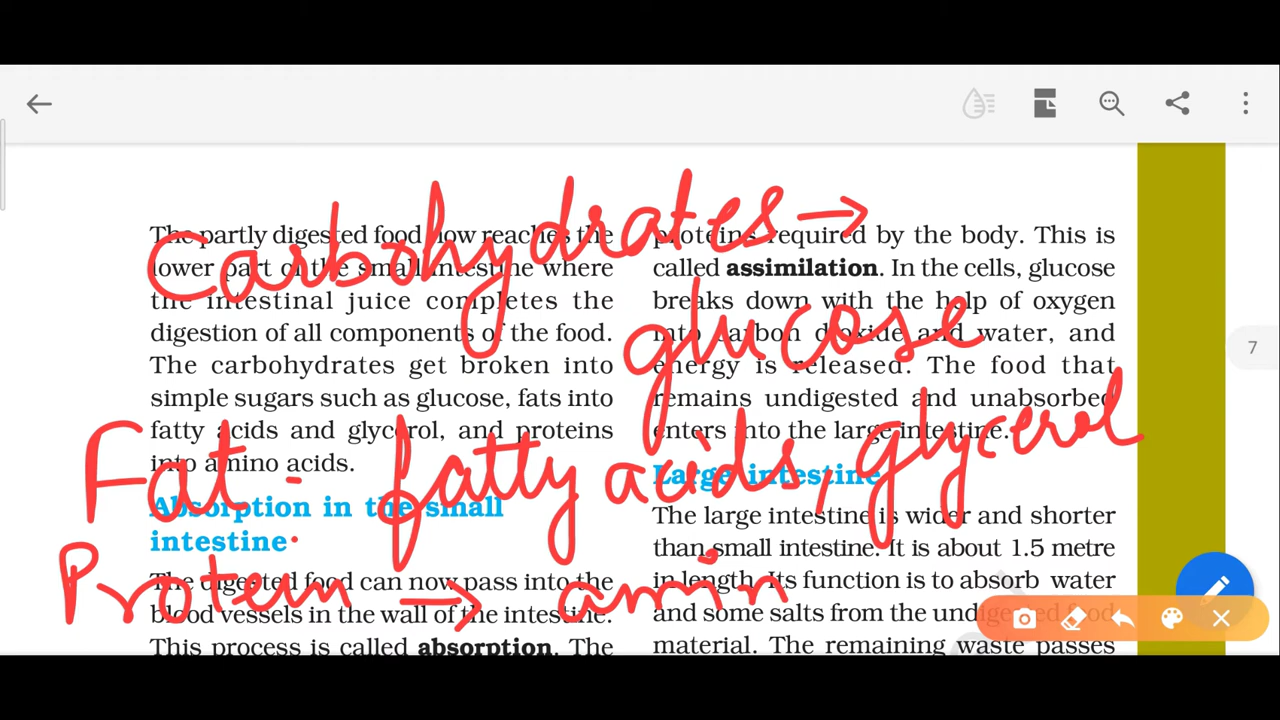 The partly digested food now reaches the
lower part of the small intestine where
the intestinal juice completes the
digestion of all components of the food.
The carbohydrates get broken into
simple sugars such as glucose, fats into
fatty acids and glycerol, and proteins
into amino acids.
Absorption in the small
intestine
The digested food can now pass into the
blood vessels in the wall of the intestine.
This process is called absorption. The
proteins required by the body. This is
called assimilation. In the cells, glucose
breaks down with the help of oxygen
into carbon dioxide and water, and
energy is released. The food that
remains undigested and unabsorbed
enters into the large intestine.
Large intestine
The large intestine is wider and shorter
than small intestine. It is about 1.5 metre
in length. Its function is to absorb water
and some salts from the undigested food
material. The remaining waste passes
7
Carbohydrates →
glucose
Fat - fatty acids, glycerol
Protein → amin